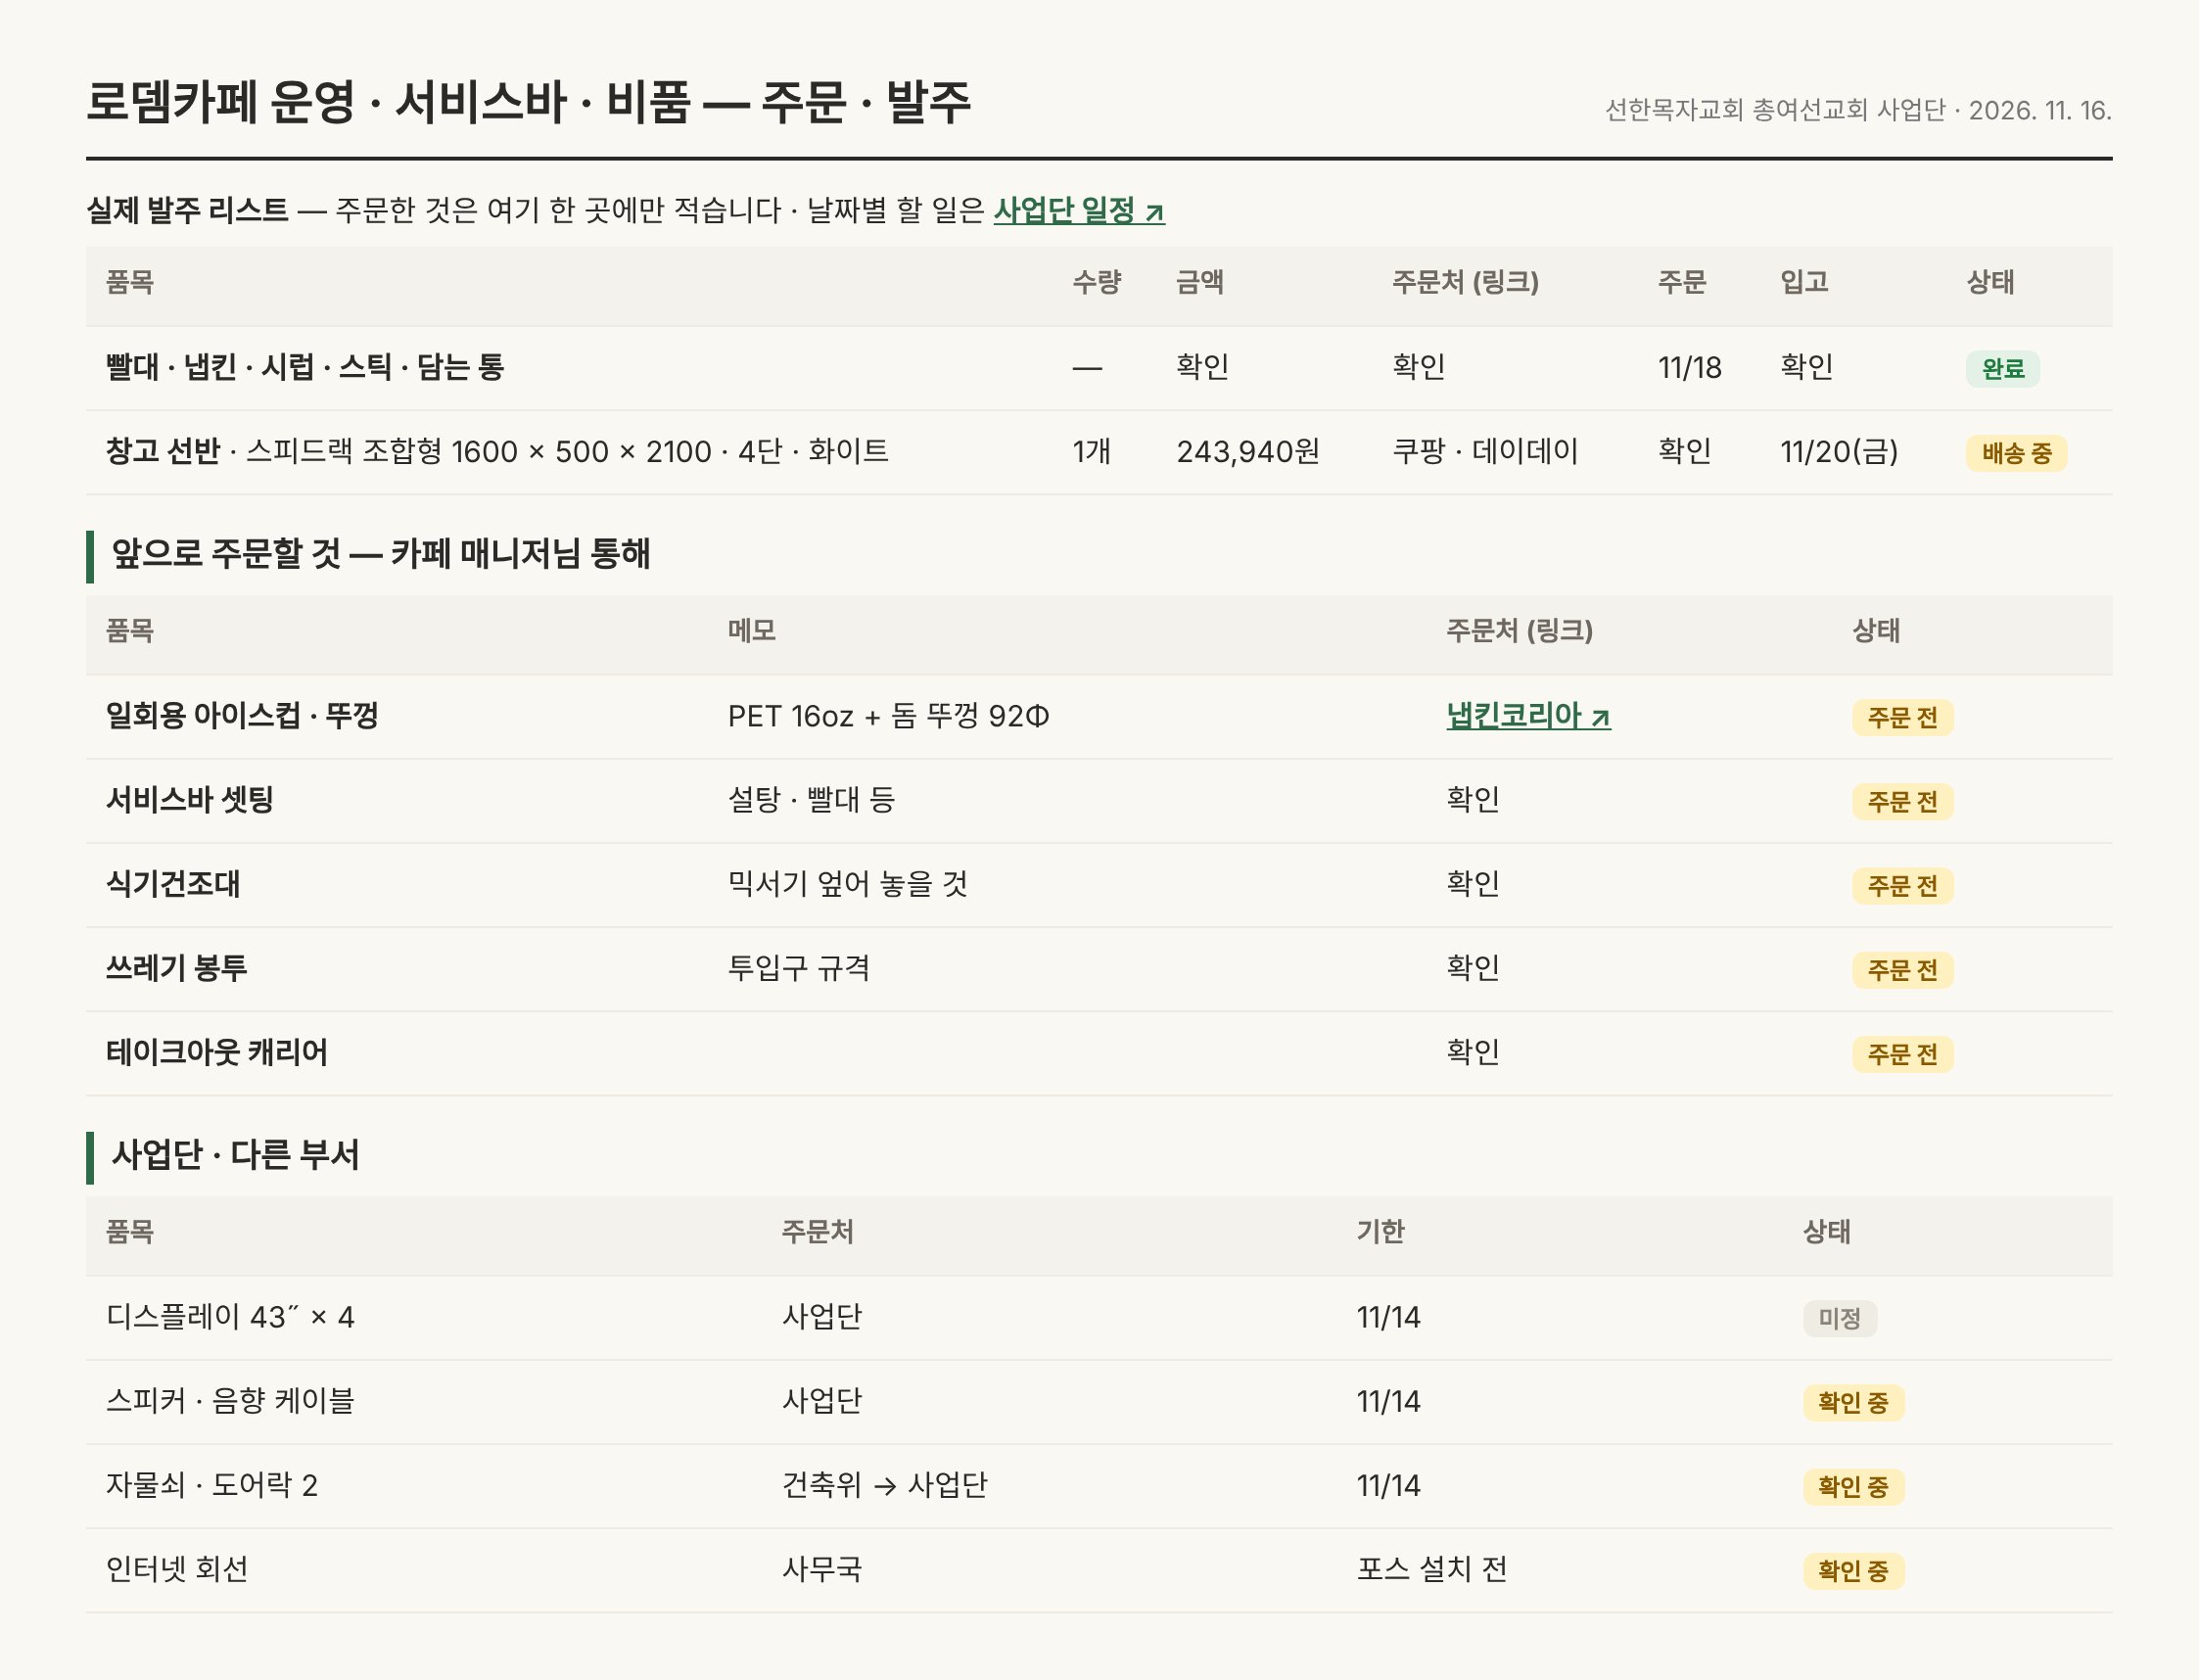 로뎀카페 운영 · 서비스바 · 비품 — 주문 · 발주
선한목자교회 총여선교회 사업단 · 2026. 11. 16.
실제 발주 리스트 — 주문한 것은 여기 한 곳에만 적습니다 · 날짜별 할 일은 사업단 일정 ↗
품목 수량 금액 주문처 (링크) 주문 입고 상태
빨대 · 냅킨 · 시럽 · 스틱 · 담는 통 — 확인 확인 11/18 확인 완료
창고 선반 · 스피드랙 조합형 1600 × 500 × 2100 · 4단 · 화이트 1개 243,940원 쿠팡 · 데이데이 확인 11/20(금) 배송 중
앞으로 주문할 것 — 카페 매니저님 통해
품목 메모 주문처 (링크) 상태
일회용 아이스컵 · 뚜껑 PET 16oz + 돔 뚜껑 92Φ 냅킨코리아 ↗ 주문 전
서비스바 셋팅 설탕 · 빨대 등 확인 주문 전
식기건조대 믹서기 엎어 놓을 것 확인 주문 전
쓰레기 봉투 투입구 규격 확인 주문 전
테이크아웃 캐리어 확인 주문 전
사업단 · 다른 부서
품목 주문처 기한 상태
디스플레이 43˝ × 4 사업단 11/14 미정
스피커 · 음향 케이블 사업단 11/14 확인 중
자물쇠 · 도어락 2 건축위 → 사업단 11/14 확인 중
인터넷 회선 사무국 포스 설치 전 확인 중